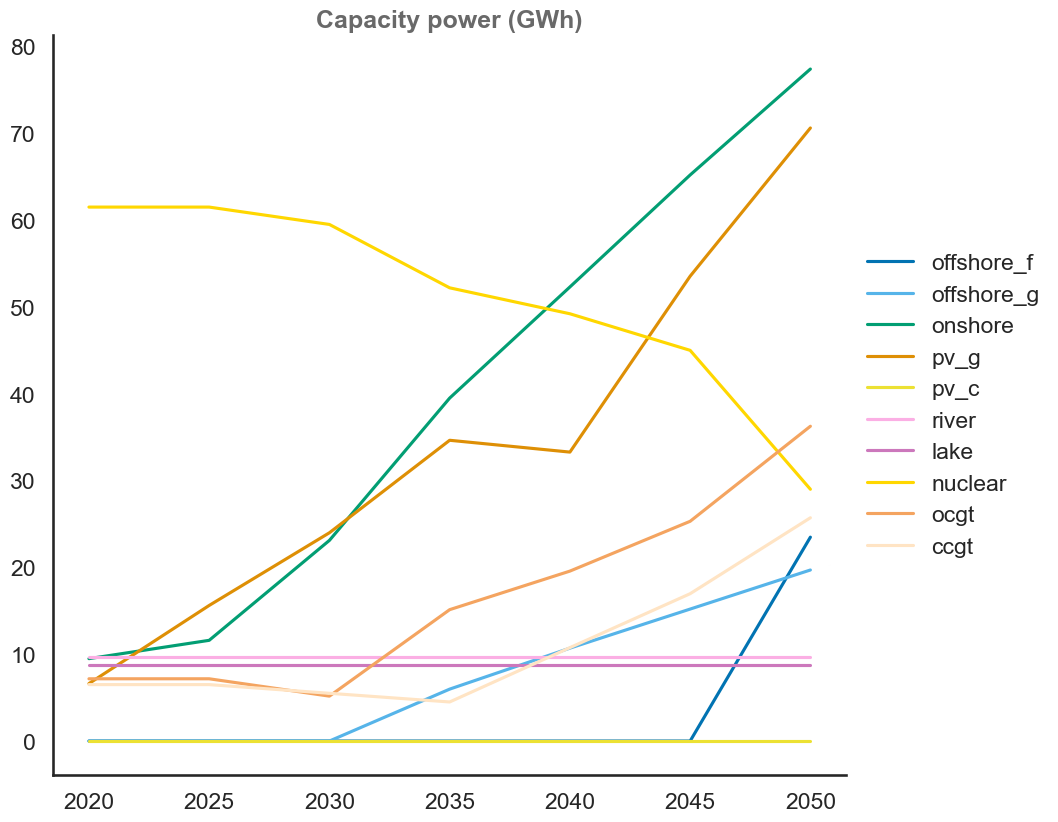 Capacity power (GWh)
80
70
60
50
40
30
20
10
0
2020 2025 2030 2035 2040 2045 2050
offshore_f
offshore_g
onshore
pv_g
pv_c
river
lake
nuclear
ocgt
ccgt